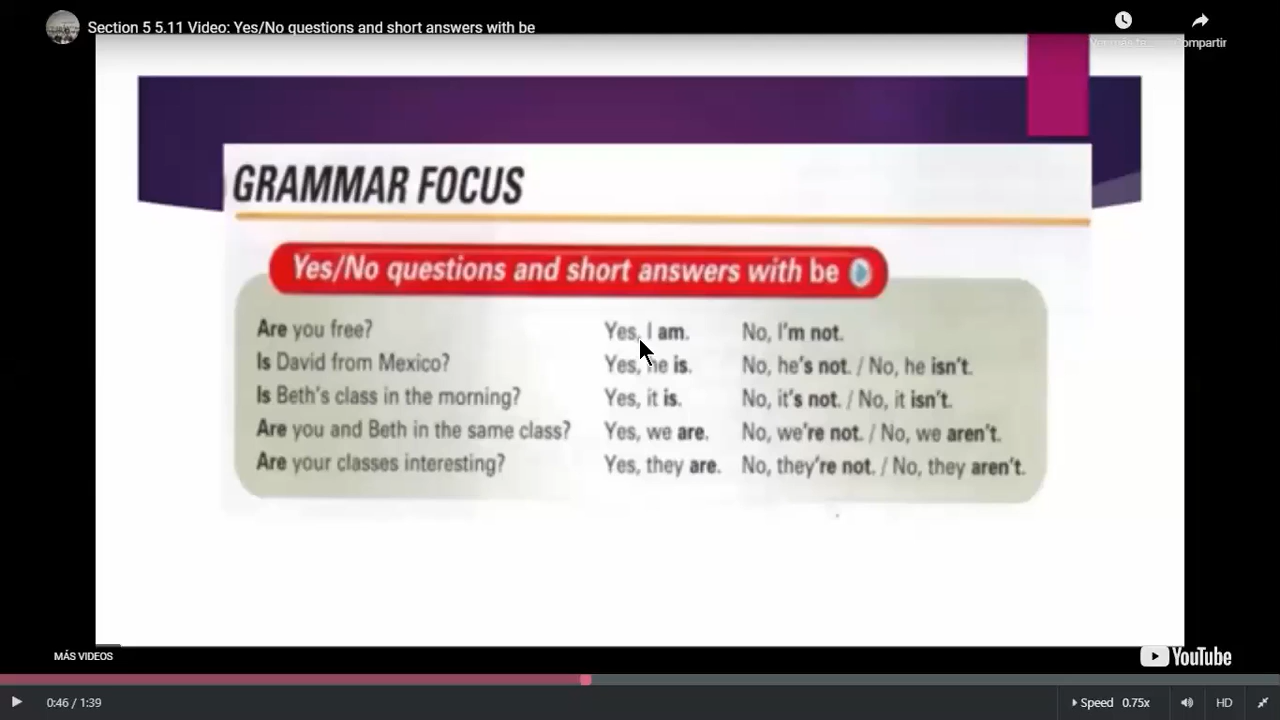 Section 5 5.11 Video: Yes/No questions and short answers with be
Compartir
GRAMMAR FOCUS
Yes/No questions and short answers with be
Are you free? Yes, I am. No, I'm not.
Is David from Mexico? Yes, he is. No, he's not. / No, he isn't.
Is Beth's class in the morning? Yes, it is. No, it's not. / No, it isn't.
Are you and Beth in the same class? Yes, we are. No, we're not. / No, we aren't.
Are your classes interesting? Yes, they are. No, they're not. / No, they aren't.
MÁS VIDEOS
YouTube
0:46 / 1:39
Speed 0.75x
HD